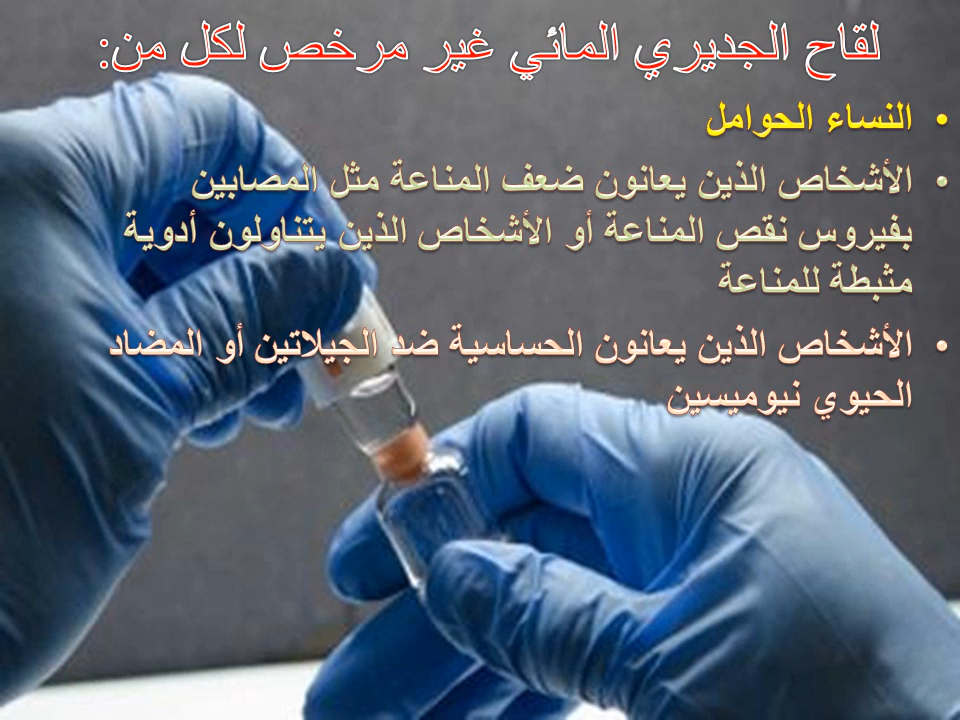 لقاح الجديري المائي غير مرخص لكل من:
• النساء الحوامل
• الأشخاص الذين يعانون ضعف المناعة مثل المصابين
بفيروس نقص المناعة أو الأشخاص الذين يتناولون أدوية
مثبطة للمناعة
• الأشخاص الذين يعانون الحساسية ضد الجيلاتين أو المضاد
الحيوي نيوميسين